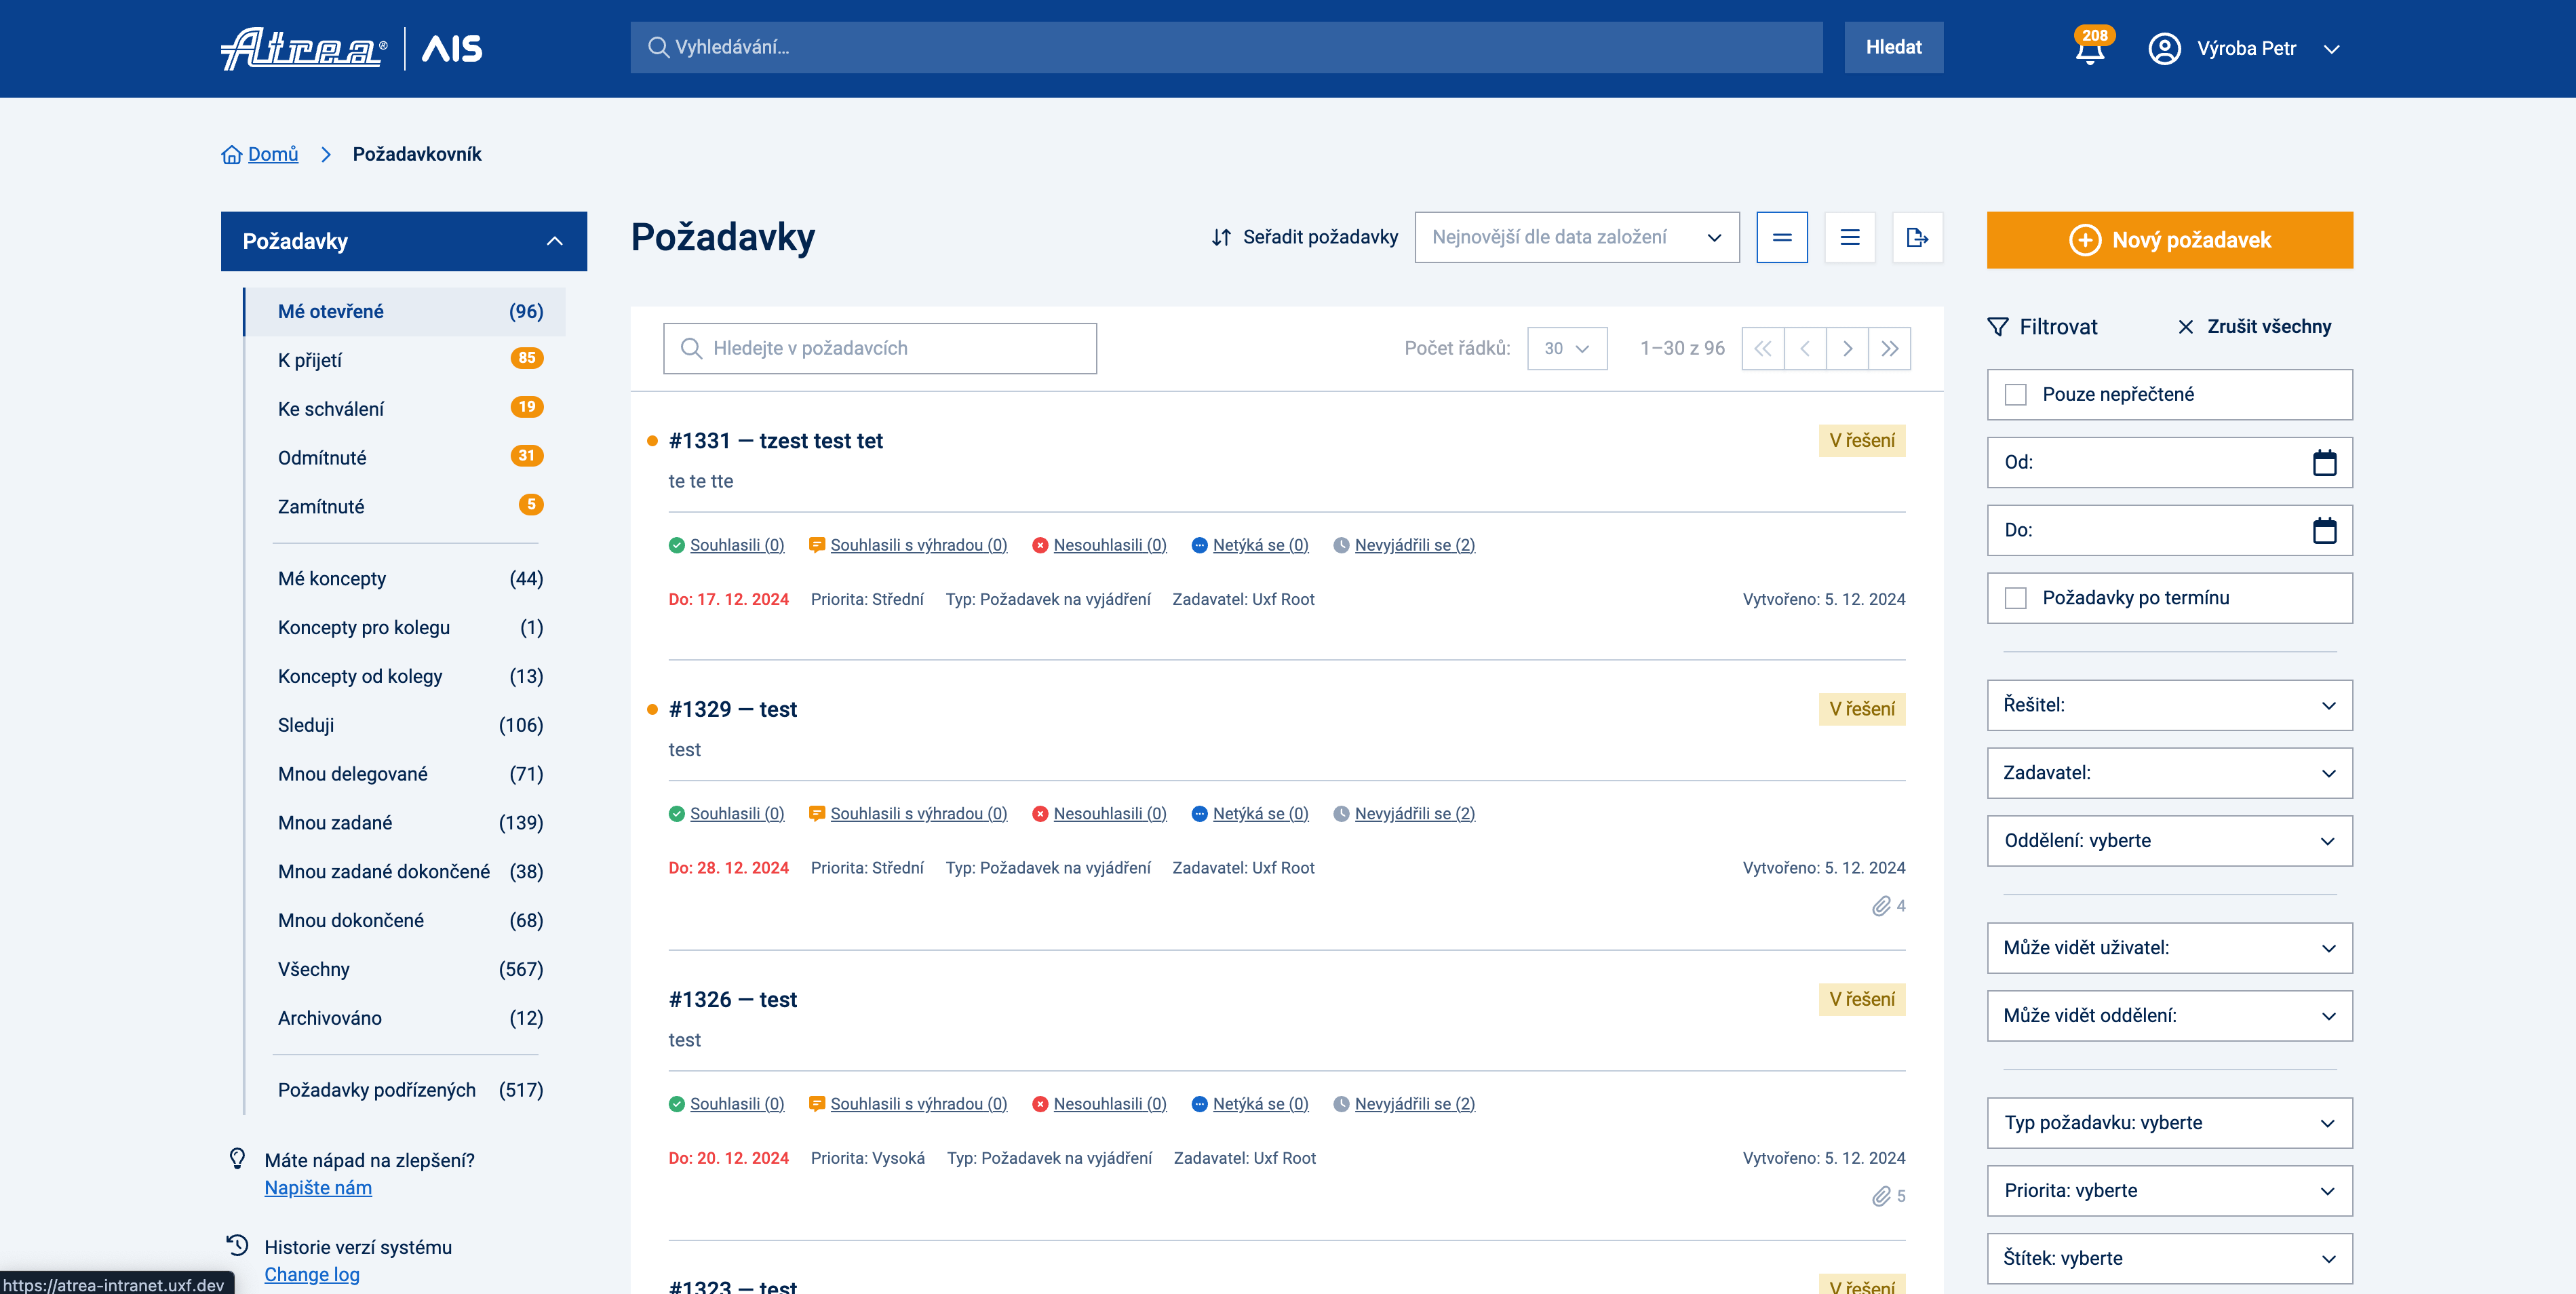 Atrea® AIS
Vyhledávání...
Hledat
208
Výroba Petr
Domů
Požadavkovník
Požadavky
Mé otevřené (96)
K přijetí 85
Ke schválení 19
Odmítnuté 31
Zamítnuté 5
Mé koncepty (44)
Koncepty pro kolegu (1)
Koncepty od kolegy (13)
Sleduji (106)
Mnou delegované (71)
Mnou zadané (139)
Mnou zadané dokončené (38)
Mnou dokončené (68)
Všechny (567)
Archivováno (12)
Požadavky podřízených (517)
Máte nápad na zlepšení?
Napište nám
Historie verzí systému
Change log
https://atrea-intranet.uxf.dev
Požadavky
Seřadit požadavky
Nejnovější dle data založení
Hledejte v požadavcích
Počet řádků: 30 1–30 z 96
#1331 — tzest test tet V řešení
te te tte
Souhlasili (0) Souhlasili s výhradou (0) Nesouhlasili (0) Netýká se (0) Nevyjádřili se (2)
Do: 17. 12. 2024 Priorita: Střední Typ: Požadavek na vyjádření Zadavatel: Uxf Root Vytvořeno: 5. 12. 2024
#1329 — test V řešení
test
Souhlasili (0) Souhlasili s výhradou (0) Nesouhlasili (0) Netýká se (0) Nevyjádřili se (2)
Do: 28. 12. 2024 Priorita: Střední Typ: Požadavek na vyjádření Zadavatel: Uxf Root Vytvořeno: 5. 12. 2024
4
#1326 — test V řešení
test
Souhlasili (0) Souhlasili s výhradou (0) Nesouhlasili (0) Netýká se (0) Nevyjádřili se (2)
Do: 20. 12. 2024 Priorita: Vysoká Typ: Požadavek na vyjádření Zadavatel: Uxf Root Vytvořeno: 5. 12. 2024
5
#1323 — test V řešení
Nový požadavek
Filtrovat
Zrušit všechny
Pouze nepřečtené
Od:
Do:
Požadavky po termínu
Řešitel:
Zadavatel:
Oddělení: vyberte
Může vidět uživatel:
Může vidět oddělení:
Typ požadavku: vyberte
Priorita: vyberte
Štítek: vyberte